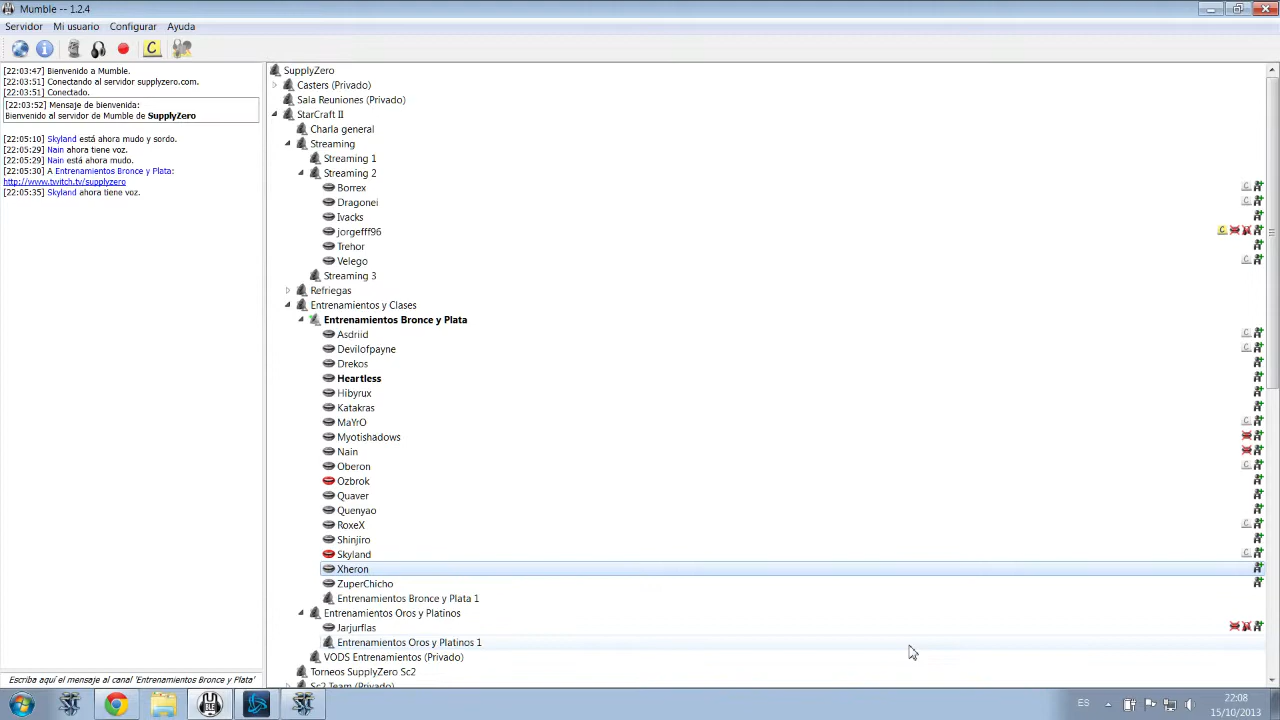 Mumble -- 1.2.4
Servidor Mi usuario Configurar Ayuda
C
[22:03:47] Bienvenido a Mumble.
[22:03:51] Conectando al servidor supplyzero.com.
[22:03:51] Conectado.
[22:03:52] Mensaje de bienvenida:
Bienvenido al servidor de Mumble de SupplyZero
[22:05:10] Skyland está ahora mudo y sordo.
[22:05:29] Nain ahora tiene voz.
[22:05:29] Nain está ahora mudo.
[22:05:30] A Entrenamientos Bronce y Plata:
http://www.twitch.tv/supplyzero
[22:05:35] Skyland ahora tiene voz.
Escriba aquí el mensaje al canal 'Entrenamientos Bronce y Plata'
SupplyZero
Casters (Privado)
Sala Reuniones (Privado)
StarCraft II
Charla general
Streaming
Streaming 1
Streaming 2
Borrex C
Dragonei C
Ivacks
jorgefff96 C
Trehor
Velego C
Streaming 3
Refriegas
Entrenamientos y Clases
Entrenamientos Bronce y Plata
Asdriid C
Devilofpayne C
Drekos
Heartless
Hibyrux
Katakras
MaYrO C
Myotishadows
Nain
Oberon C
Ozbrok
Quaver
Quenyao
RoxeX C
Shinjiro
Skyland C
Xheron
ZuperChicho
Entrenamientos Bronce y Plata 1
Entrenamientos Oros y Platinos
Jarjurflas
Entrenamientos Oros y Platinos 1
VODS Entrenamientos (Privado)
Torneos SupplyZero Sc2
Sc2 Team (Privado)
ES
22:08
15/10/2013